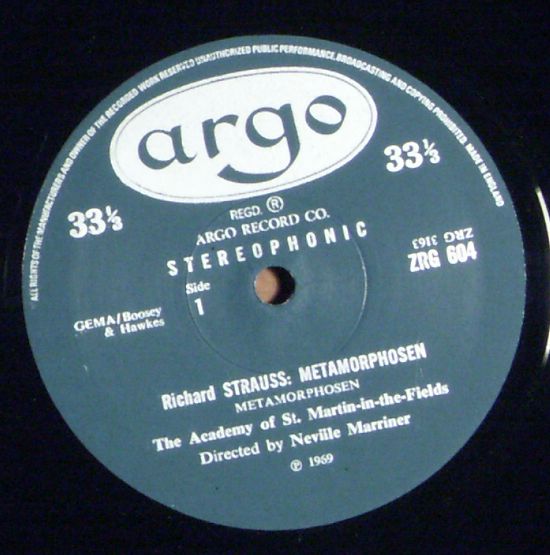 ALL RIGHTS OF THE MANUFACTURERS AND OWNER OF THE RECORDED WORK RESERVED UNAUTHORIZED PUBLIC PERFORMANCE, BROADCASTING AND COPYING PROHIBITED. MADE IN ENGLAND
argo
33⅓
33⅓
REGD. Ⓡ
ARGO RECORD CO.
STEREOPHONIC
Side
1
ZRG 3163
ZRG 604
GEMA/Boosey
& Hawkes
Richard STRAUSS: METAMORPHOSEN
METAMORPHOSEN
The Academy of St. Martin-in-the-Fields
Directed by Neville Marriner
℗ 1969